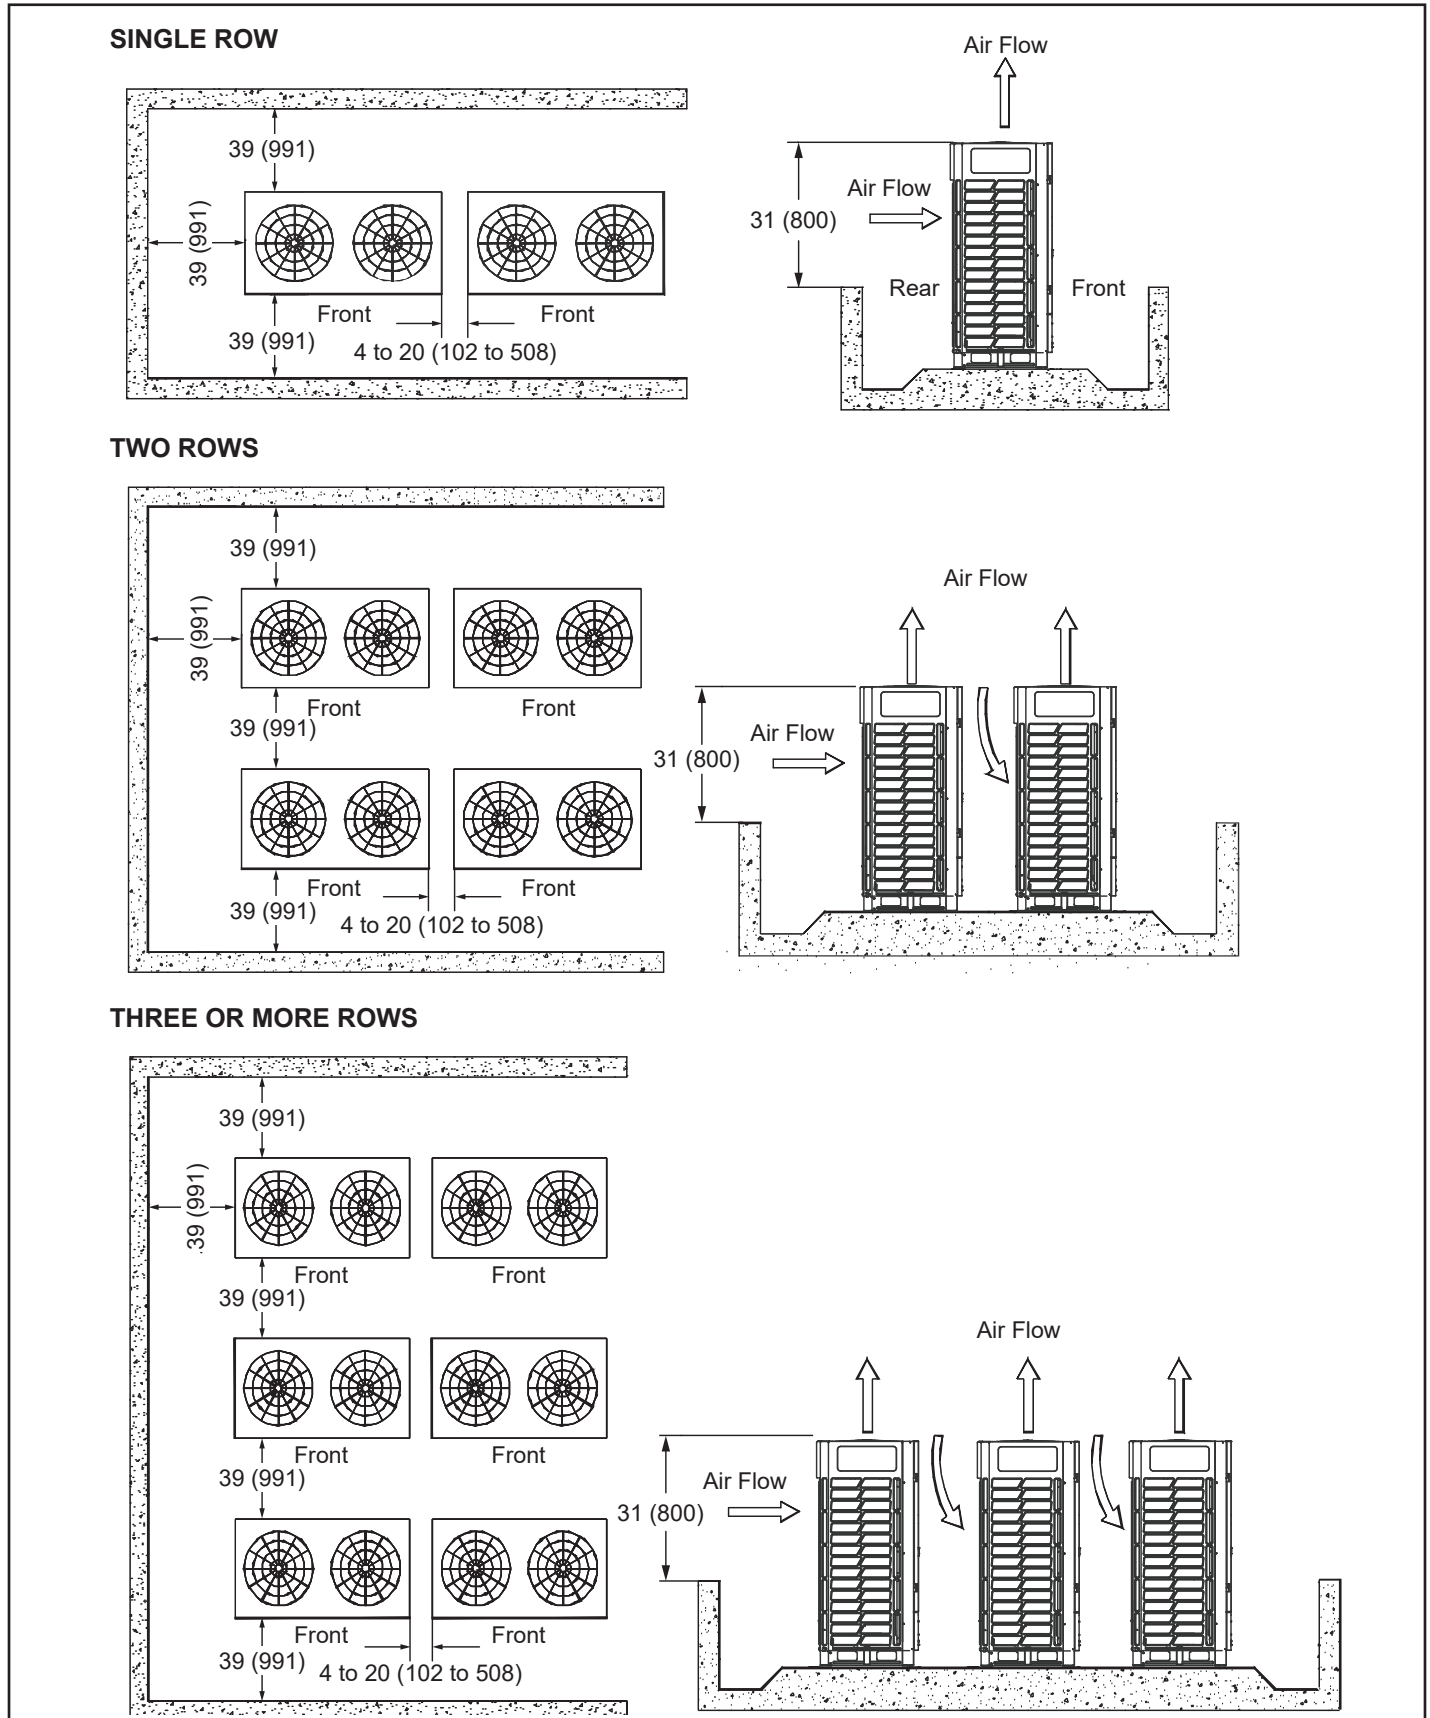 SINGLE ROW
Air Flow
39 (991)
39 (991)
Front
Front
39 (991)
4 to 20 (102 to 508)
Air Flow
31 (800)
Rear
Front
TWO ROWS
39 (991)
39 (991)
Front
Front
39 (991)
Front
Front
39 (991)
4 to 20 (102 to 508)
Air Flow
Air Flow
31 (800)
THREE OR MORE ROWS
39 (991)
39 (991)
Front
Front
39 (991)
Front
Front
39 (991)
Front
Front
39 (991)
4 to 20 (102 to 508)
Air Flow
Air Flow
31 (800)